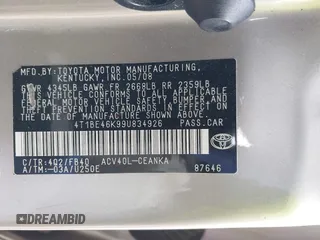 MFD.BY:TOYOTA MOTOR MANUFACTURING,
KENTUCKY,INC.05/08
GVWR 4345LB GAWR FR 2668LB RR 2359LB
THIS VEHICLE CONFORMS TO ALL APPLICABLE
FEDERAL MOTOR VEHICLE SAFETY, BUMPER, AND
THEFT PREVENTION STANDARDS IN EFFECT ON
THE DATE OF MANUFACTURE SHOWN ABOVE.
4T1BE46K99U834926 PASS.CAR
C/TR:4Q2/FB40 ACV40L-CEANKA
A/TM:-03A/U250E 87646
TOYOTA
DREAMBID